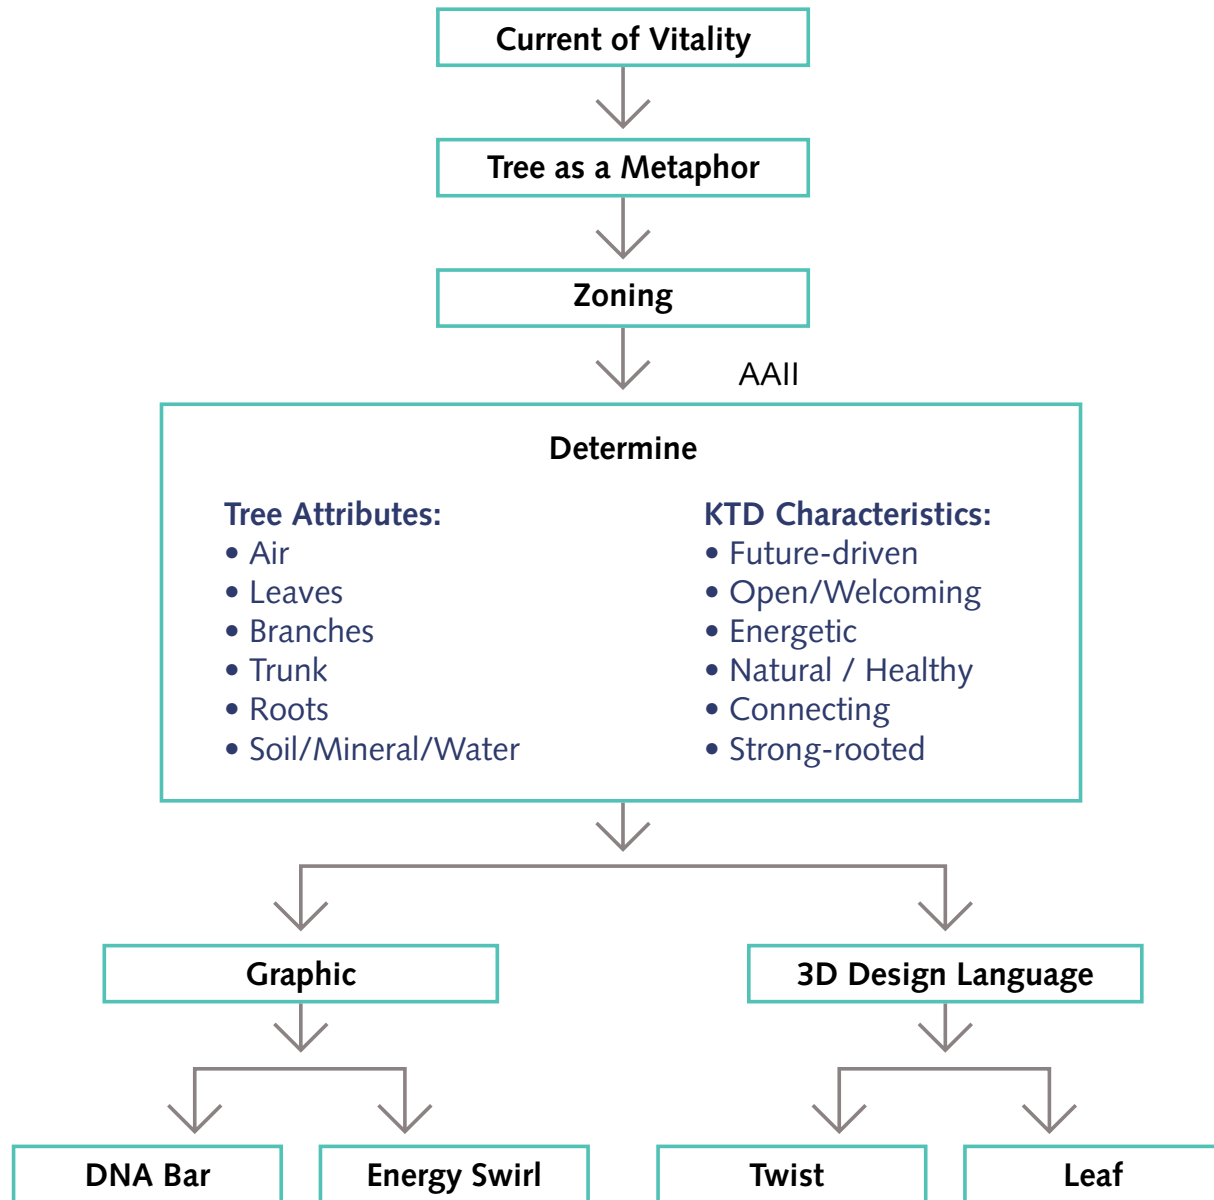 Current of Vitality
Tree as a Metaphor
Zoning
AAII
Determine
Tree Attributes:
• Air
• Leaves
• Branches
• Trunk
• Roots
• Soil/Mineral/Water
KTD Characteristics:
• Future-driven
• Open/Welcoming
• Energetic
• Natural / Healthy
• Connecting
• Strong-rooted
Graphic
3D Design Language
DNA Bar
Energy Swirl
Twist
Leaf